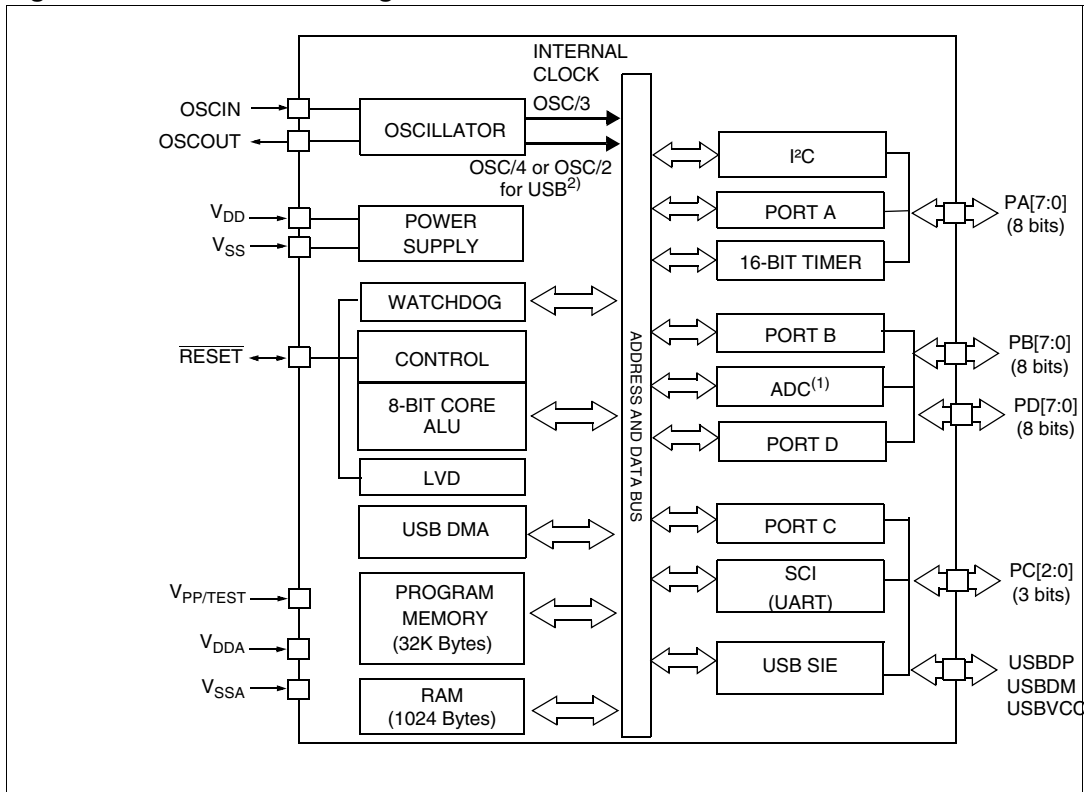 INTERNAL
CLOCK
OSCIN
OSCOUT
OSCILLATOR
OSC/3
OSC/4 or OSC/2
for USB2)
VDD
VSS
POWER
SUPPLY
WATCHDOG
RESET
CONTROL
8-BIT CORE
ALU
LVD
USB DMA
VPP/TEST
VDDA
VSSA
PROGRAM
MEMORY
(32K Bytes)
RAM
(1024 Bytes)
ADDRESS AND DATA BUS
I²C
PORT A
16-BIT TIMER
PA[7:0]
(8 bits)
PORT B
ADC(1)
PORT D
PB[7:0]
(8 bits)
PD[7:0]
(8 bits)
PORT C
SCI
(UART)
USB SIE
PC[2:0]
(3 bits)
USBDP
USBDM
USBVCC